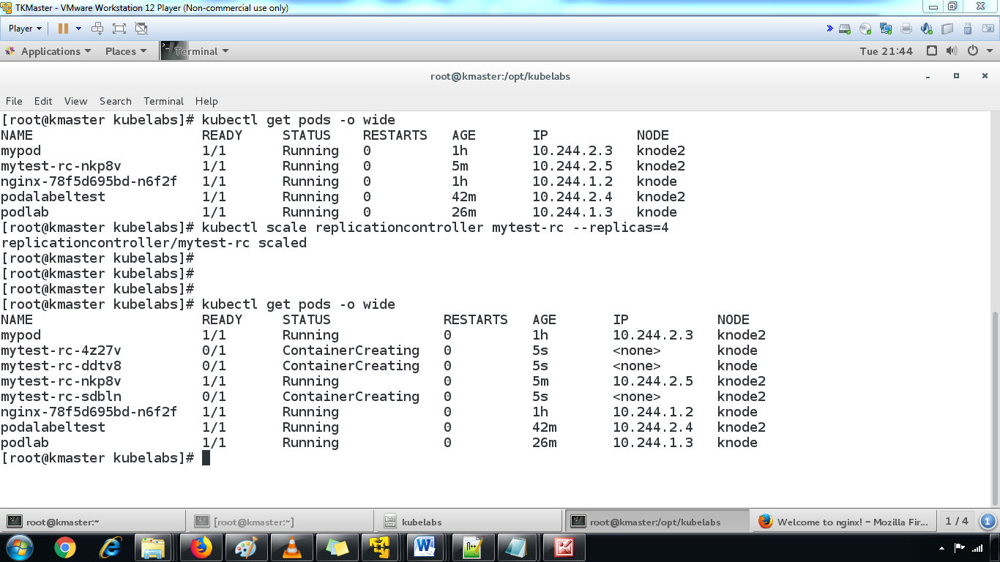 TKMaster - VMware Workstation 12 Player (Non-commercial use only)
Player
Applications Places Terminal Tue 21:44
root@kmaster:/opt/kubelabs
File Edit View Search Terminal Help
[root@kmaster kubelabs]# kubectl get pods -o wide
NAME READY STATUS RESTARTS AGE IP NODE
mypod 1/1 Running 0 1h 10.244.2.3 knode2
mytest-rc-nkp8v 1/1 Running 0 5m 10.244.2.5 knode2
nginx-78f5d695bd-n6f2f 1/1 Running 0 1h 10.244.1.2 knode
podalabeltest 1/1 Running 0 42m 10.244.2.4 knode2
podlab 1/1 Running 0 26m 10.244.1.3 knode
[root@kmaster kubelabs]# kubectl scale replicationcontroller mytest-rc --replicas=4
replicationcontroller/mytest-rc scaled
[root@kmaster kubelabs]#
[root@kmaster kubelabs]#
[root@kmaster kubelabs]#
[root@kmaster kubelabs]# kubectl get pods -o wide
NAME READY STATUS RESTARTS AGE IP NODE
mypod 1/1 Running 0 1h 10.244.2.3 knode2
mytest-rc-4z27v 0/1 ContainerCreating 0 5s <none> knode
mytest-rc-ddtv8 0/1 ContainerCreating 0 5s <none> knode
mytest-rc-nkp8v 1/1 Running 0 5m 10.244.2.5 knode2
mytest-rc-sdbln 0/1 ContainerCreating 0 5s <none> knode2
nginx-78f5d695bd-n6f2f 1/1 Running 0 1h 10.244.1.2 knode
podalabeltest 1/1 Running 0 42m 10.244.2.4 knode2
podlab 1/1 Running 0 26m 10.244.1.3 knode
[root@kmaster kubelabs]#
root@kmaster:~ [root@kmaster:~] kubelabs root@kmaster:/opt/kubelabs Welcome to nginx! – Mozilla Fir... 1 / 4 1